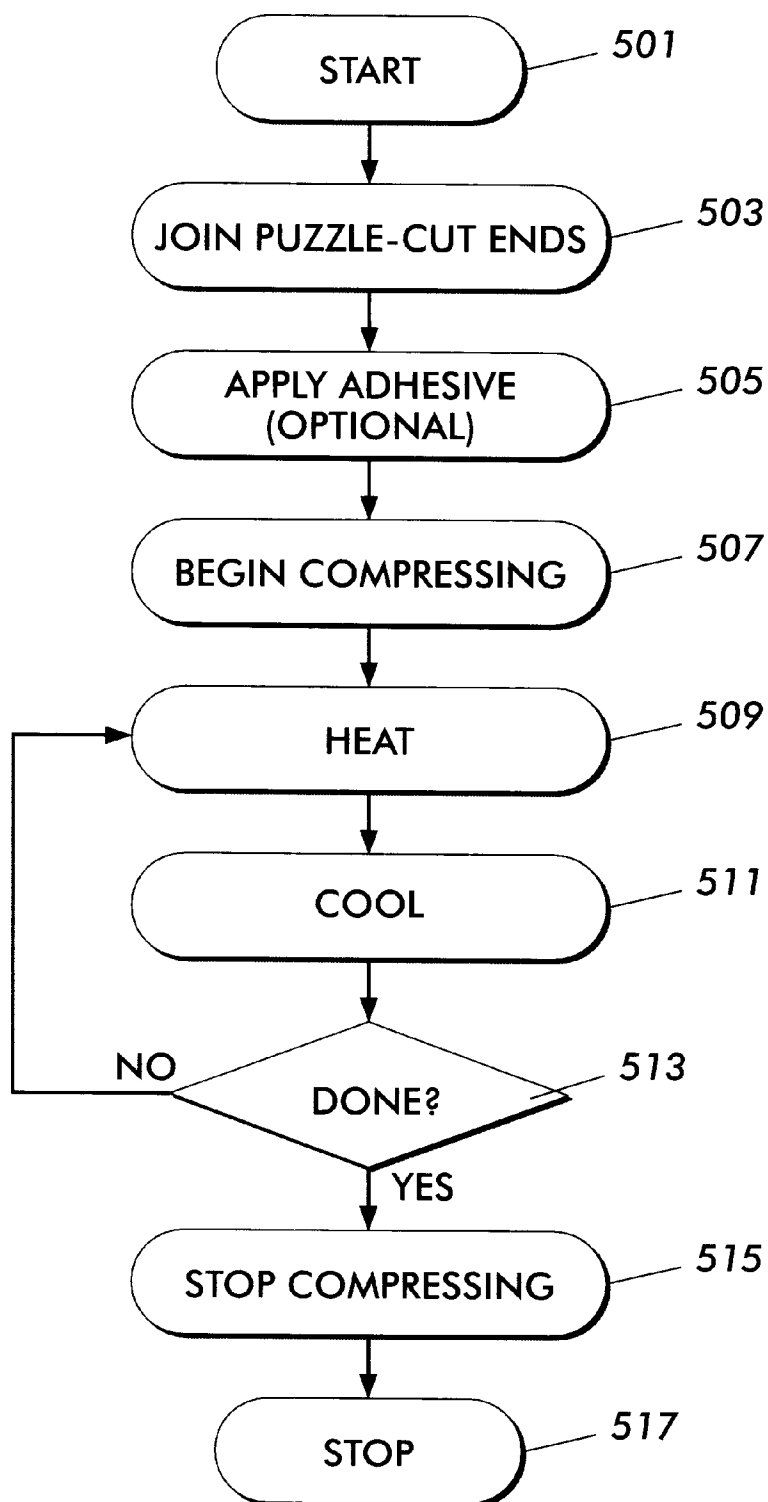 START
501
JOIN PUZZLE-CUT ENDS
503
APPLY ADHESIVE
(OPTIONAL)
505
BEGIN COMPRESSING
507
HEAT
509
COOL
511
NO
DONE?
513
YES
STOP COMPRESSING
515
STOP
517